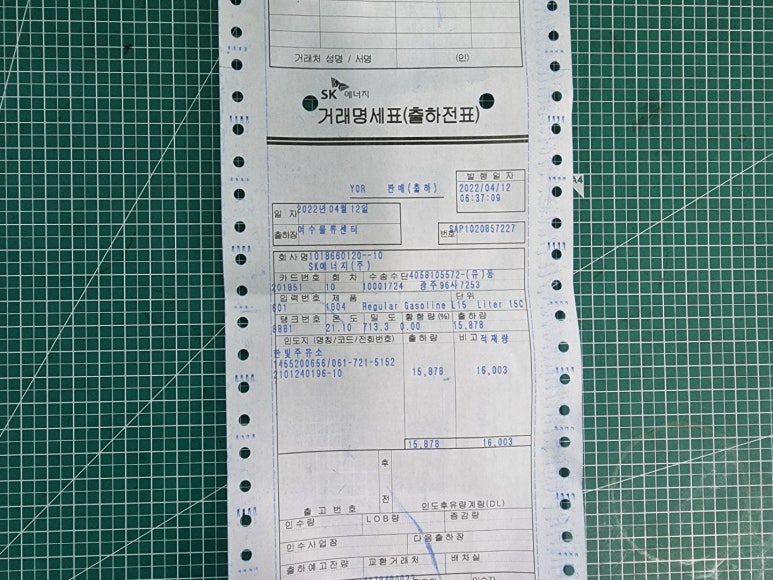 거래처 성명 / 서명 (인)
SK 에너지
거래명세표(출하전표)
발행일자
YOR 판매(출하)
2022/04/12
06:37:09
일 자 2022년 04월 12일
출하장 여수물류센터
번호 SAP1020857227
회 사 명 1018660120--10
SK에너지(주)
카드번호 회 차 수송수단 4058105572-(유)동
201851 10 10001724 광주96사7253
입력번호 제 품 단 위
601 1004 Regular Gasoline L15 Liter 15C
탱크번호 온 도 밀 도 황함량(%) 출하량
8881 21.10 713.3 0.00 15,878
인도지 (명칭/코드/전화번호) 출 하 량 비고 적재량
한빛주유소
1465200656/061-721-5152
2101240196-10 15,878 16,003
15,878 16,003
후
전
출 고 번 호 인도후유량계량(DL)
인 수 량 LOB량 증감량
인 수 사 업 장 다음출하장
출하예고잔량 교환거래처 배차실